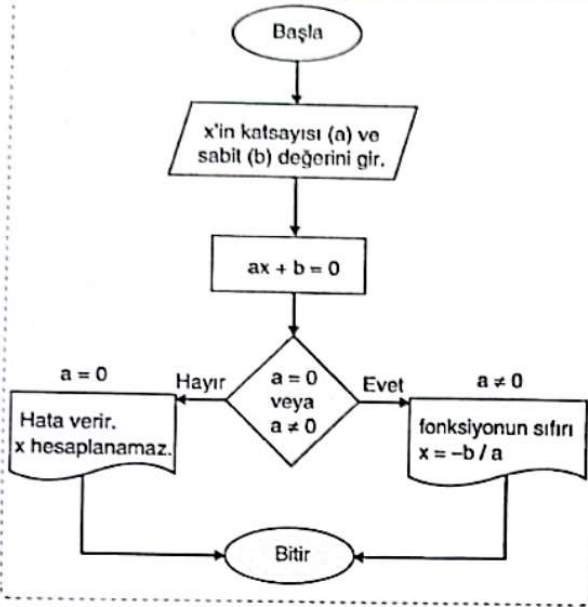 Başla
x'in katsayısı (a) ve
sabit (b) değerini gir.
ax + b = 0
a = 0
Hayır
a = 0
veya
a ≠ 0
Evet
a ≠ 0
Hata verir.
x hesaplanamaz.
fonksiyonun sıfırı
x = –b / a
Bitir